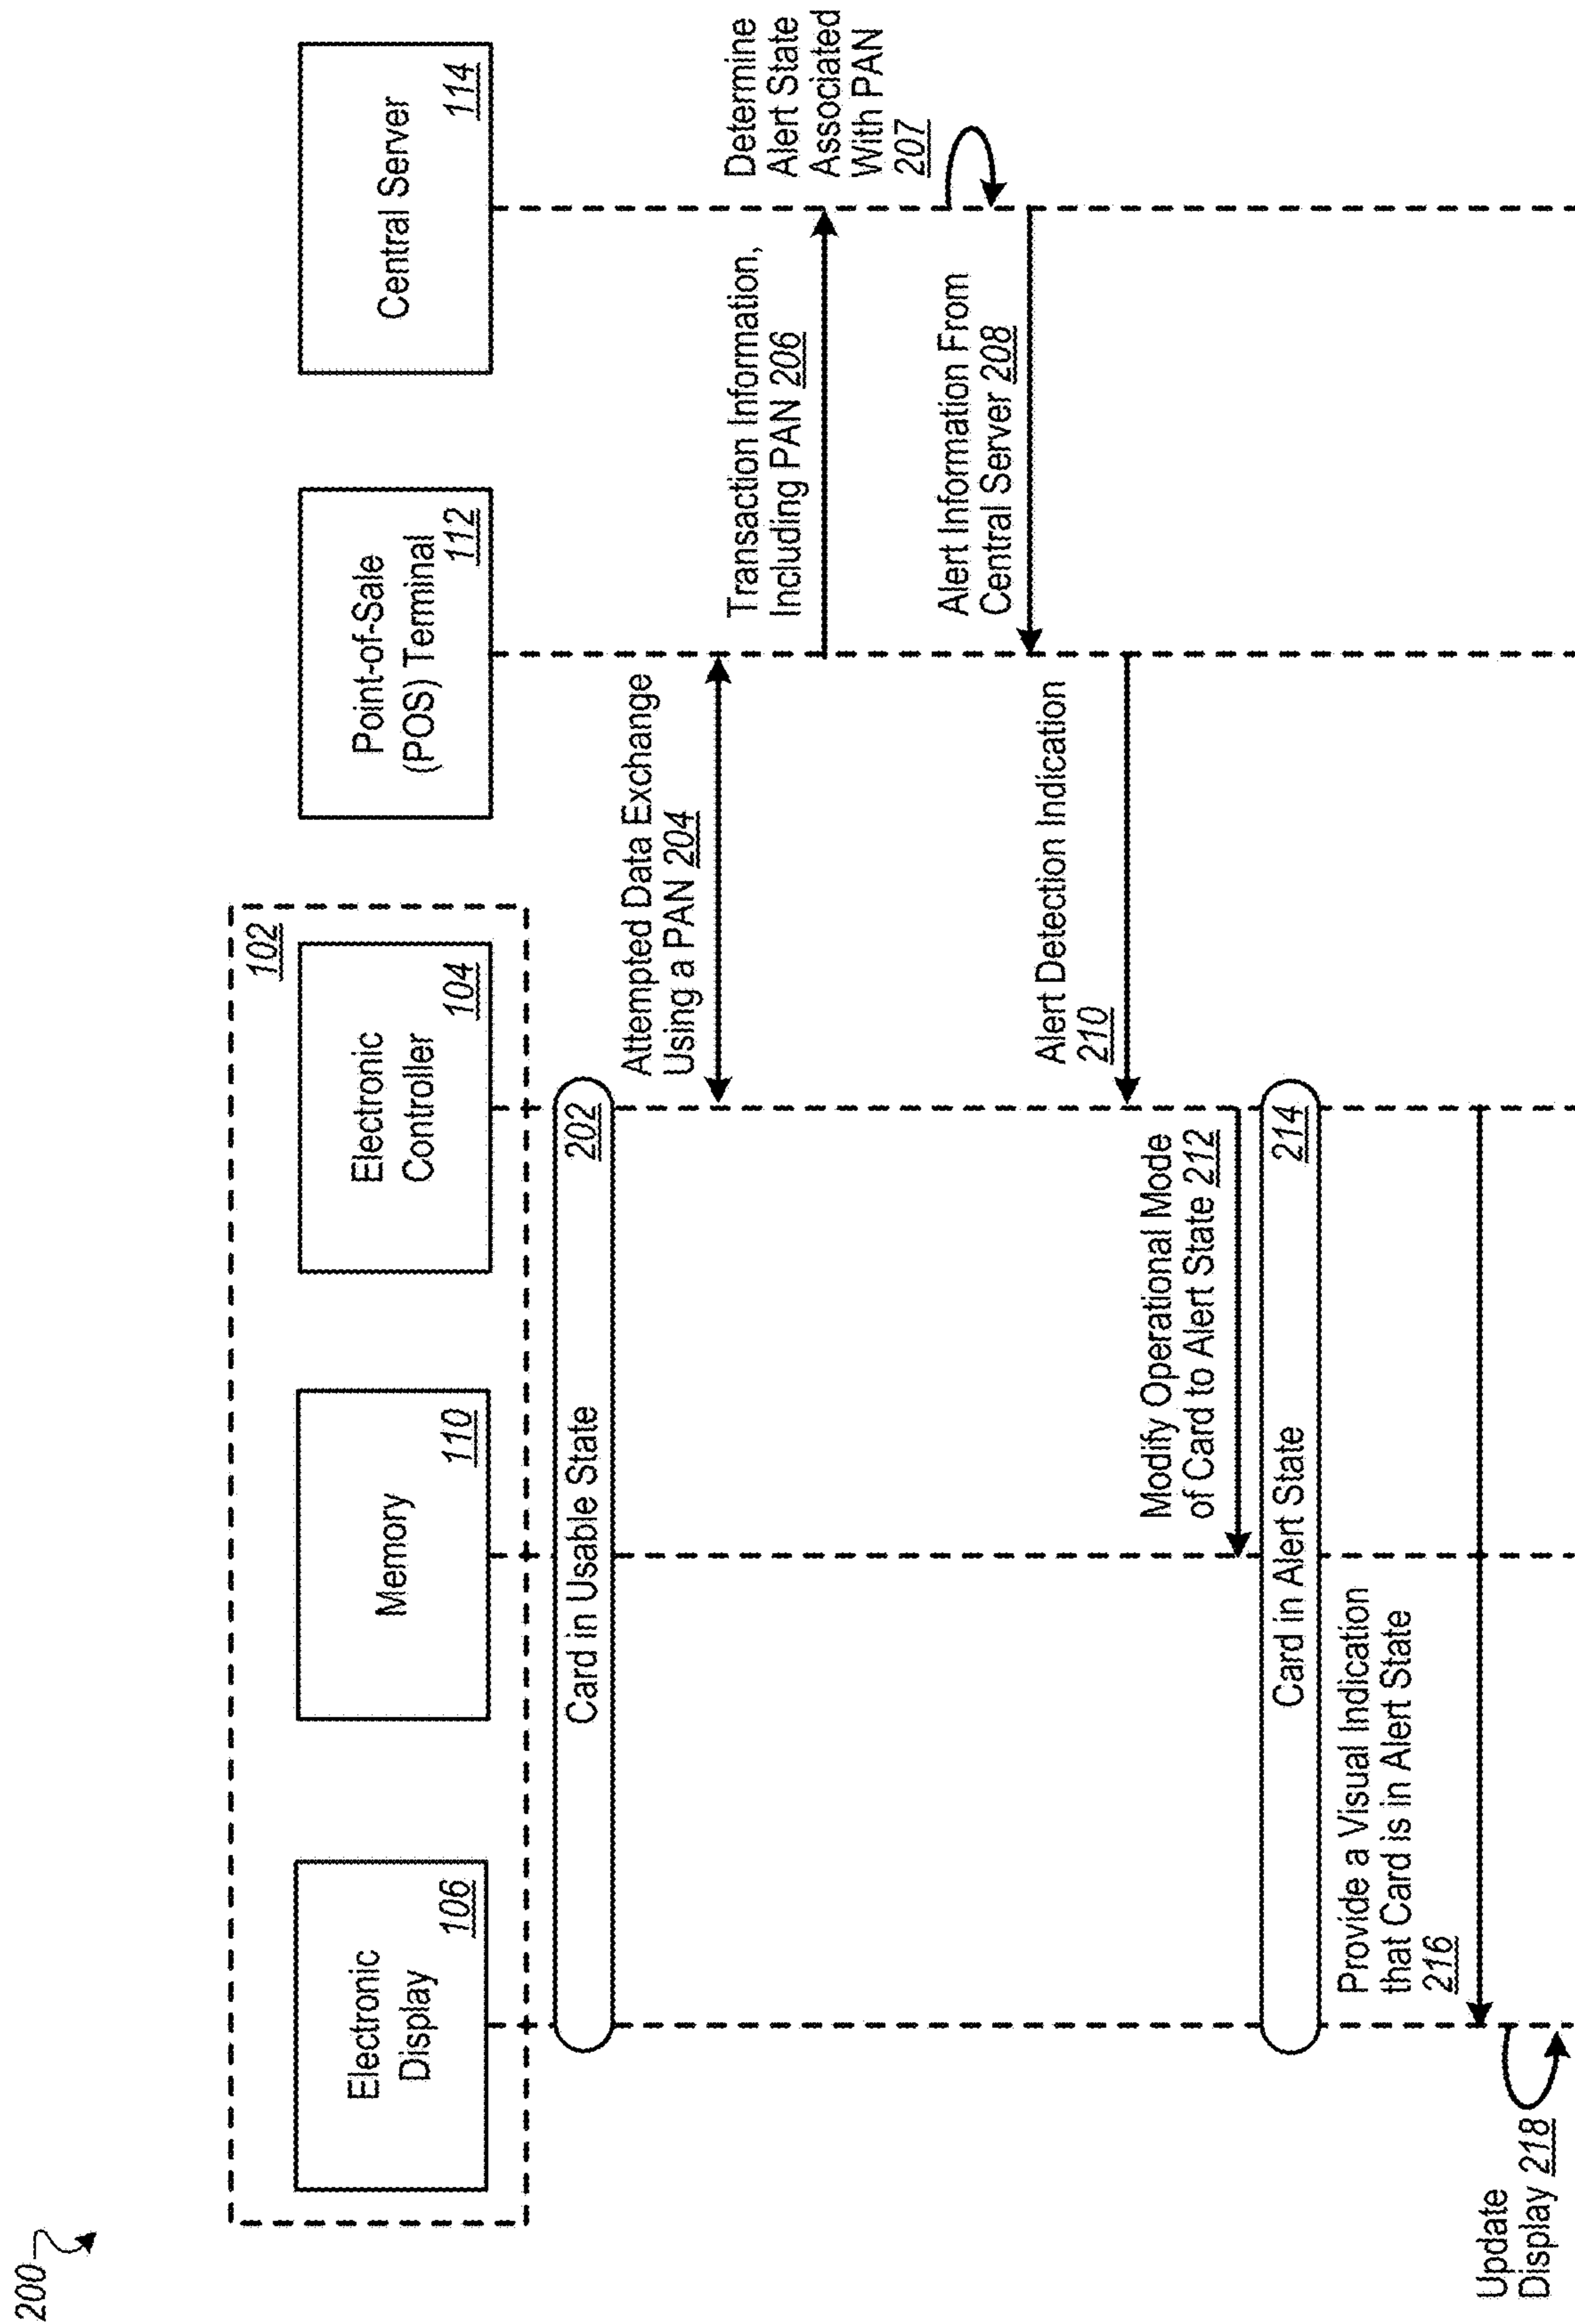 200
102
Electronic
Display
106
Memory
110
Electronic
Controller
104
Point-of-Sale
(POS) Terminal
112
Central Server
114
Card in Usable State
202
Attempted Data Exchange
Using a PAN 204
Transaction Information,
Including PAN 206
Determine
Alert State
Associated
With PAN
207
Alert Information From
Central Server 208
Alert Detection Indication
210
Modify Operational Mode
of Card to Alert State 212
Card in Alert State
214
Provide a Visual Indication
that Card is in Alert State
216
Update
Display 218